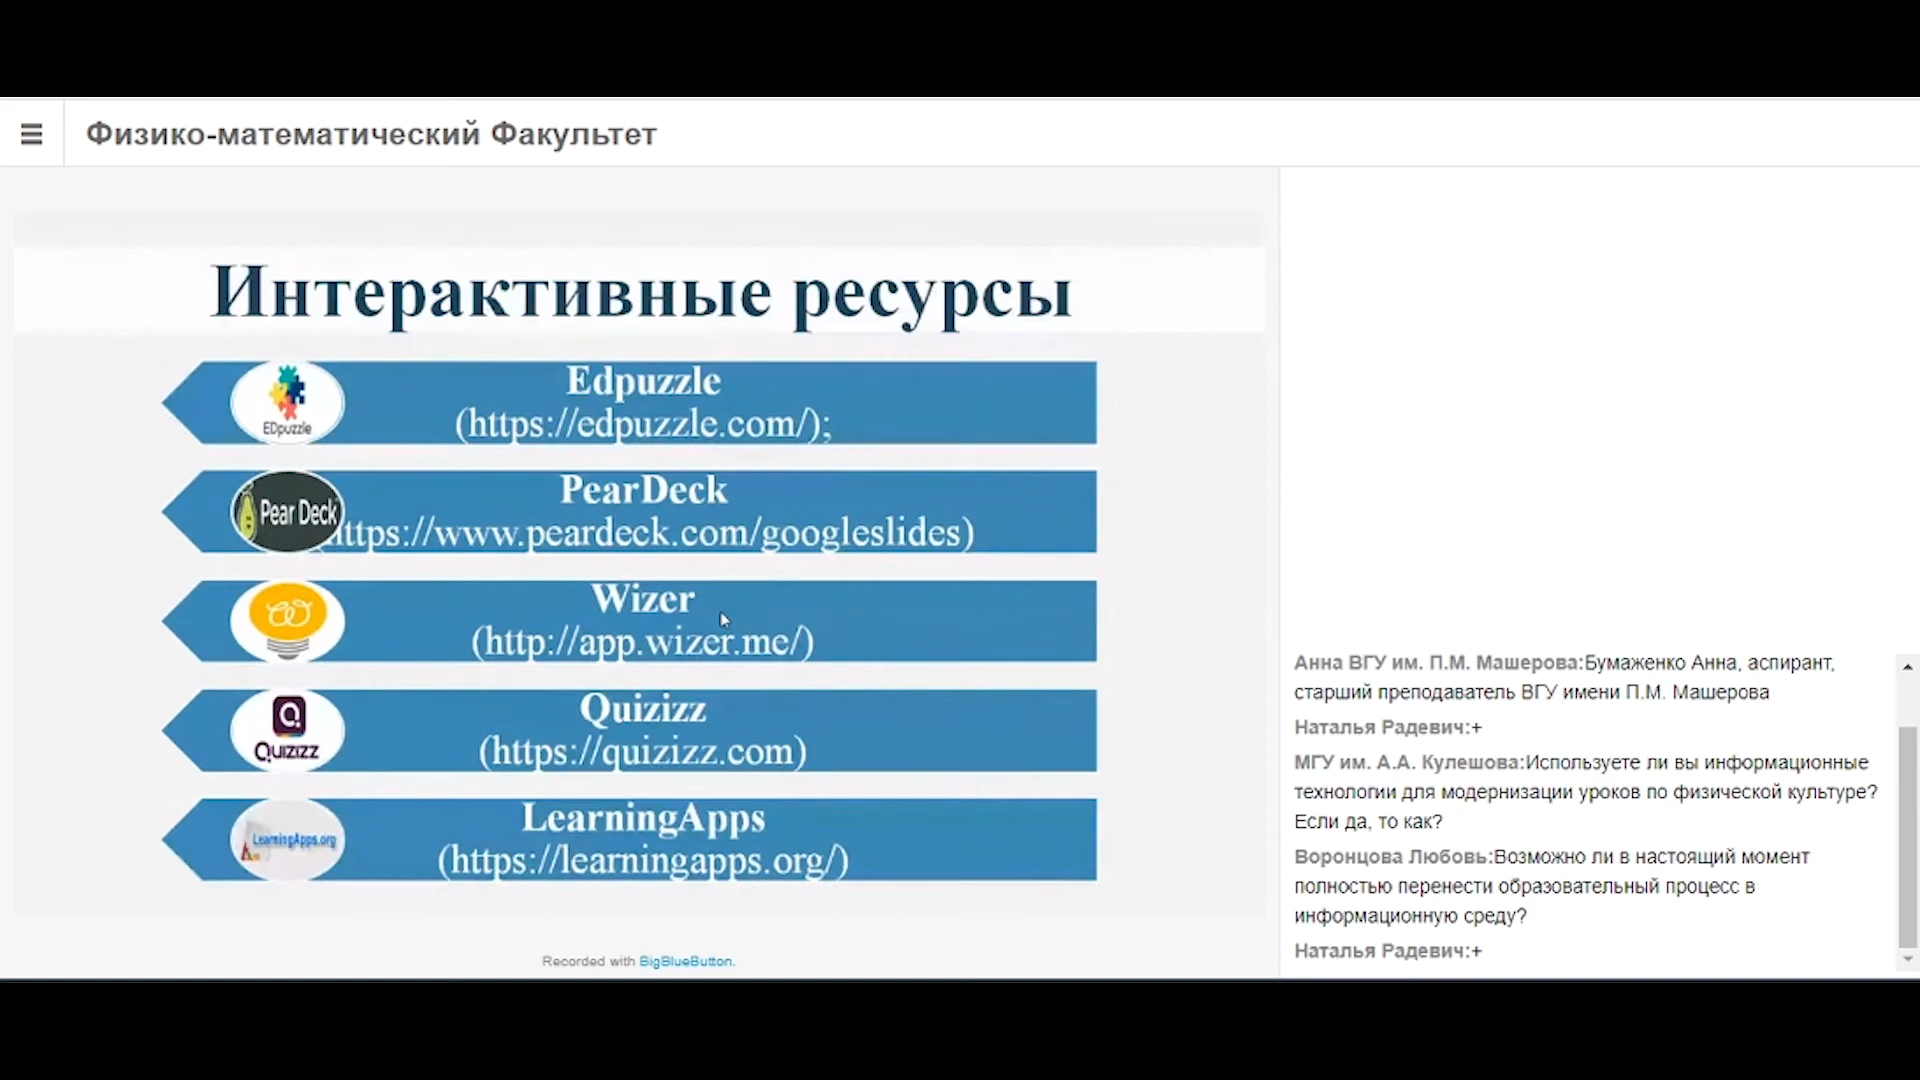 Физико-математический Факультет
Интерактивные ресурсы
EDpuzzle
Edpuzzle
(https://edpuzzle.com/);
Pear Deck
PearDeck
https://www.peardeck.com/googleslides)
Wizer
(http://app.wizer.me/)
Quizizz
Quizizz
(https://quizizz.com)
LearningApps.org
LearningApps
(https://learningapps.org/)
Recorded with BigBlueButton.
Анна ВГУ им. П.М. Машерова:Бумаженко Анна, аспирант,
старший преподаватель ВГУ имени П.М. Машерова
Наталья Радевич:+
МГУ им. А.А. Кулешова:Используете ли вы информационные
технологии для модернизации уроков по физической культуре?
Если да, то как?
Воронцова Любовь:Возможно ли в настоящий момент
полностью перенести образовательный процесс в
информационную среду?
Наталья Радевич:+